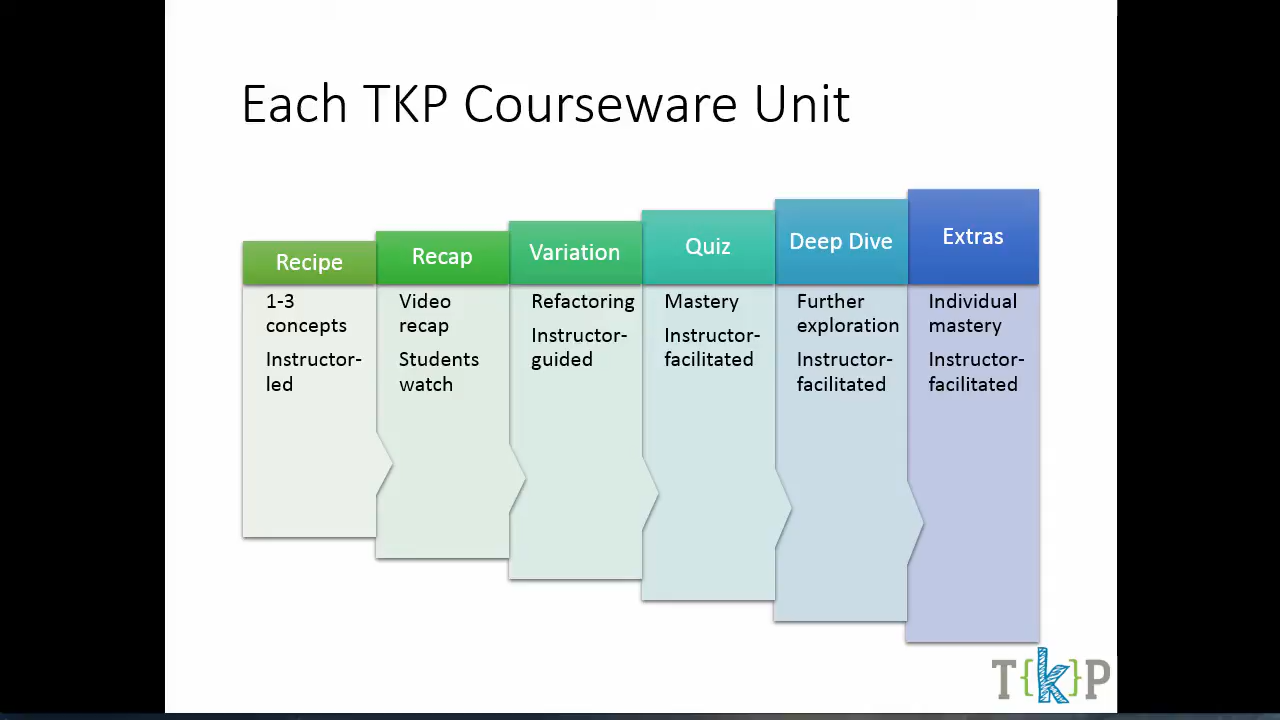 Each TKP Courseware Unit
Recipe
1-3
concepts
Instructor-
led
Recap
Video
recap
Students
watch
Variation
Refactoring
Instructor-
guided
Quiz
Mastery
Instructor-
facilitated
Deep Dive
Further
exploration
Instructor-
facilitated
Extras
Individual
mastery
Instructor-
facilitated
T{k}P